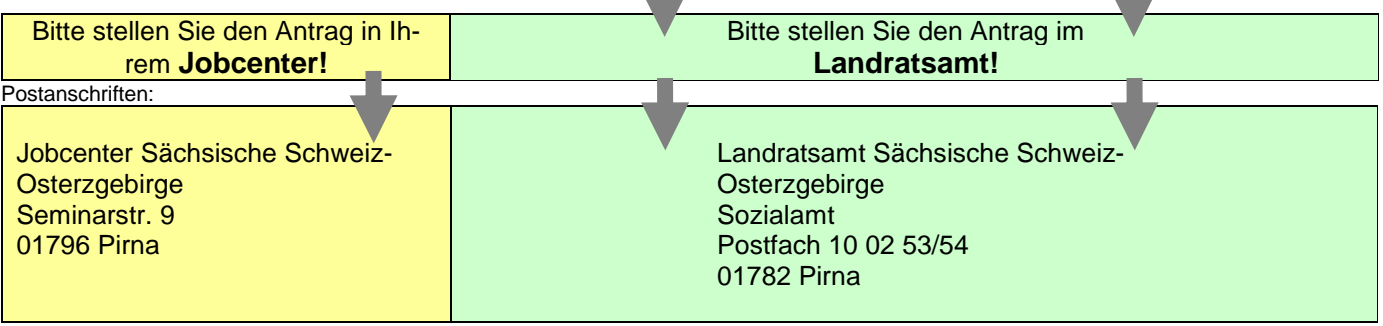 Bitte stellen Sie den Antrag in Ih-
rem Jobcenter!
Bitte stellen Sie den Antrag im
Landratsamt!
Postanschriften:
Jobcenter Sächsische Schweiz-
Osterzgebirge
Seminarstr. 9
01796 Pirna
Landratsamt Sächsische Schweiz-
Osterzgebirge
Sozialamt
Postfach 10 02 53/54
01782 Pirna